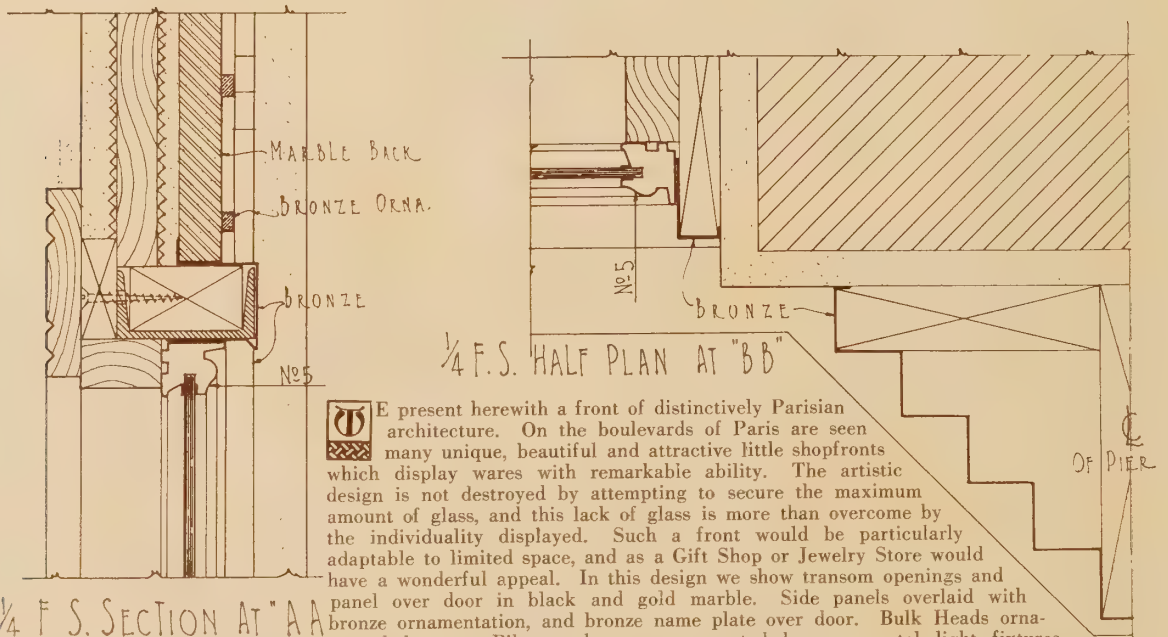 MARBLE BACK
BRONZE ORNA.
BRONZE
Nº5
¼ F. S. SECTION AT "AA
Nº5
BRONZE
¼ F. S. HALF PLAN AT "BB"
℄
OF PIER
WE present herewith a front of distinctively Parisian
architecture. On the boulevards of Paris are seen
many unique, beautiful and attractive little shopfronts
which display wares with remarkable ability. The artistic
design is not destroyed by attempting to secure the maximum
amount of glass, and this lack of glass is more than overcome by
the individuality displayed. Such a front would be particularly
adaptable to limited space, and as a Gift Shop or Jewelry Store would
have a wonderful appeal. In this design we show transom openings and
panel over door in black and gold marble. Side panels overlaid with
bronze ornamentation, and bronze name plate over door. Bulk Heads orna-
light fixtures